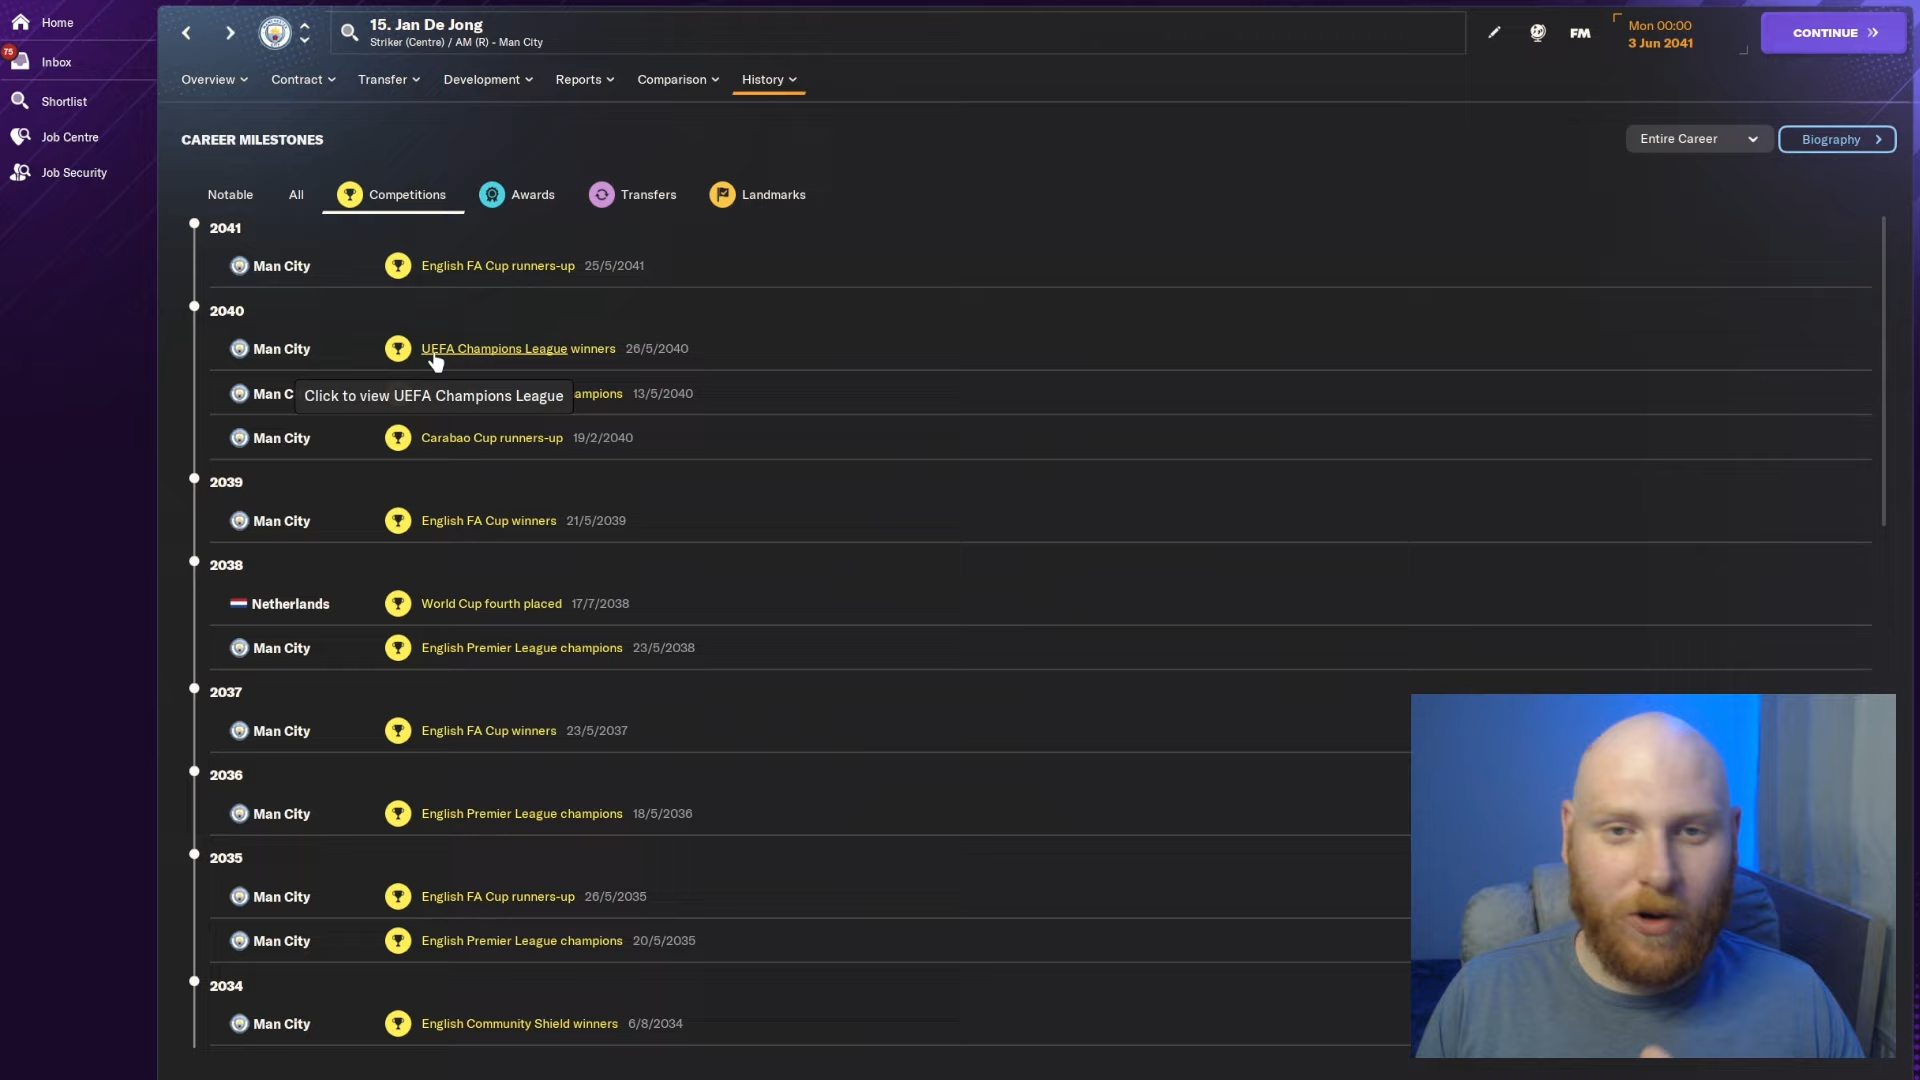 Home
75
Inbox
Shortlist
Job Centre
Job Security
15. Jan De Jong
Striker (Centre) / AM (R) - Man City
FM
Mon 00:00
3 Jun 2041
CONTINUE
Overview
Contract
Transfer
Development
Reports
Comparison
History
CAREER MILESTONES
Entire Career
Biography
Notable
All
Competitions
Awards
Transfers
Landmarks
2041
Man City English FA Cup runners-up 25/5/2041
2040
Man City UEFA Champions League winners 26/5/2040
Man C ampions 13/5/2040
Click to view UEFA Champions League
Man City Carabao Cup runners-up 19/2/2040
2039
Man City English FA Cup winners 21/5/2039
2038
Netherlands World Cup fourth placed 17/7/2038
Man City English Premier League champions 23/5/2038
2037
Man City English FA Cup winners 23/5/2037
2036
Man City English Premier League champions 18/5/2036
2035
Man City English FA Cup runners-up 26/5/2035
Man City English Premier League champions 20/5/2035
2034
Man City English Community Shield winners 6/8/2034